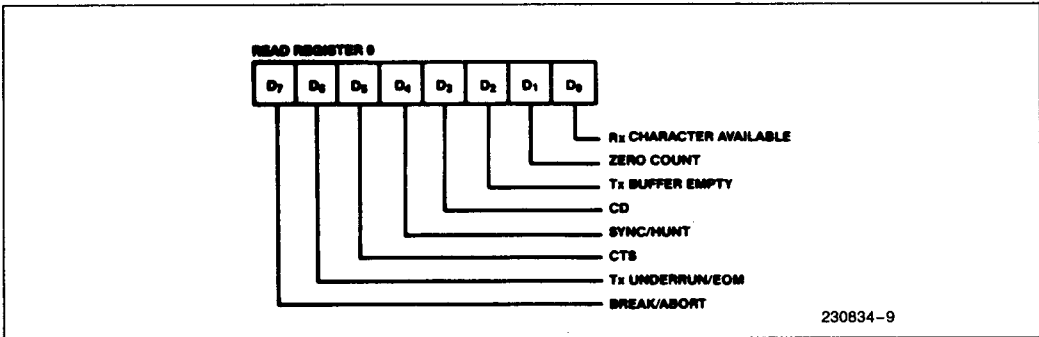 READ REGISTER 0
D7 D6 D5 D4 D3 D2 D1 D0
Rx CHARACTER AVAILABLE
ZERO COUNT
Tx BUFFER EMPTY
CD
SYNC/HUNT
CTS
Tx UNDERRUN/EOM
BREAK/ABORT
230834-9